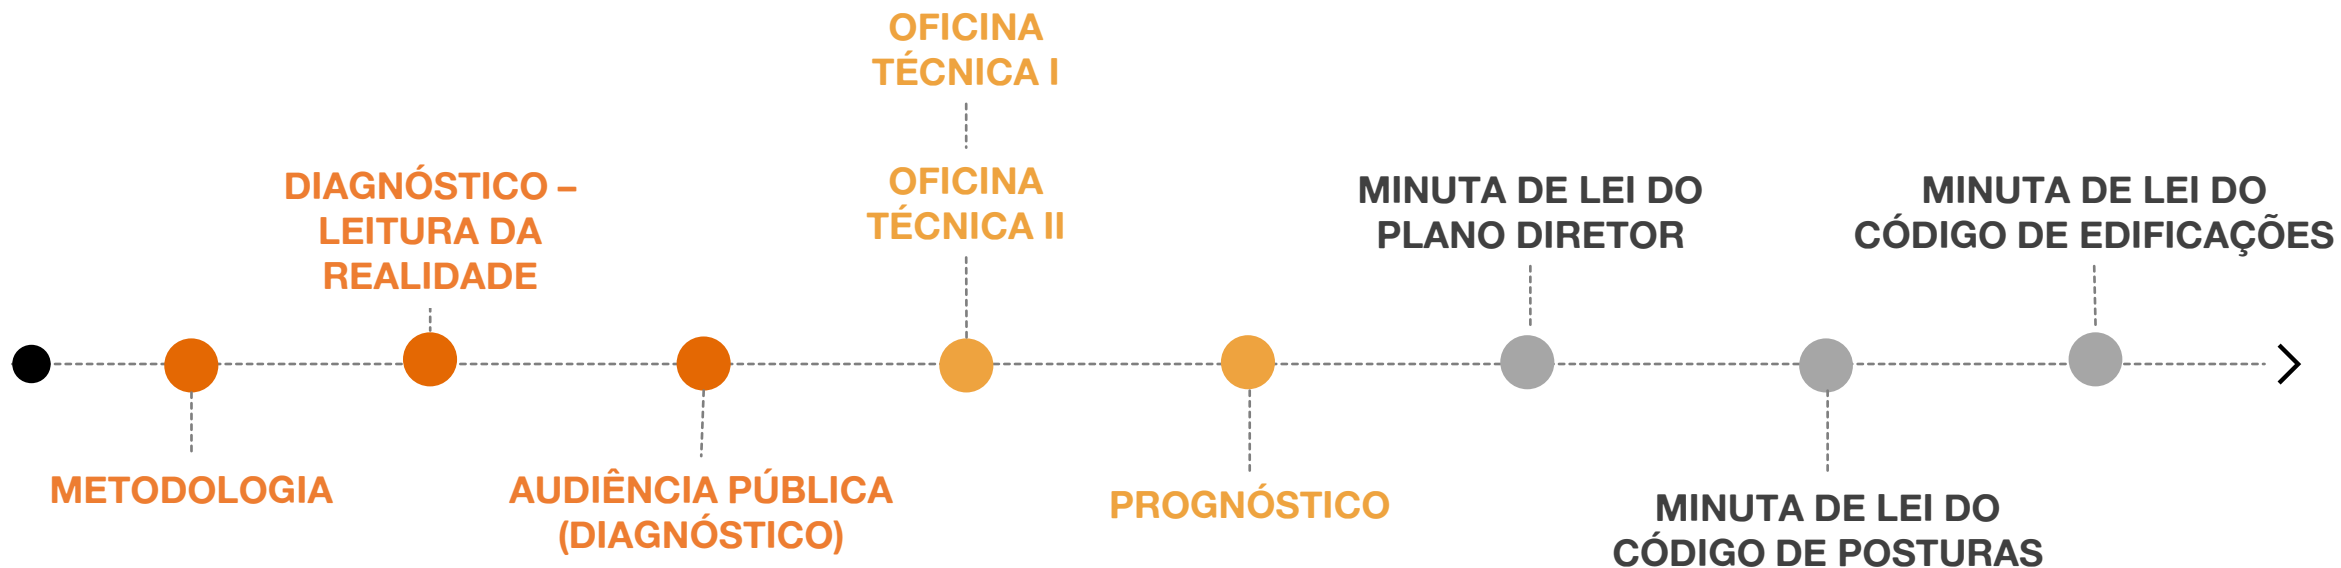 METODOLOGIA
DIAGNÓSTICO –
LEITURA DA
REALIDADE
AUDIÊNCIA PÚBLICA
(DIAGNÓSTICO)
OFICINA
TÉCNICA I
OFICINA
TÉCNICA II
PROGNÓSTICO
MINUTA DE LEI DO
PLANO DIRETOR
MINUTA DE LEI DO
CÓDIGO DE POSTURAS
MINUTA DE LEI DO
CÓDIGO DE EDIFICAÇÕES